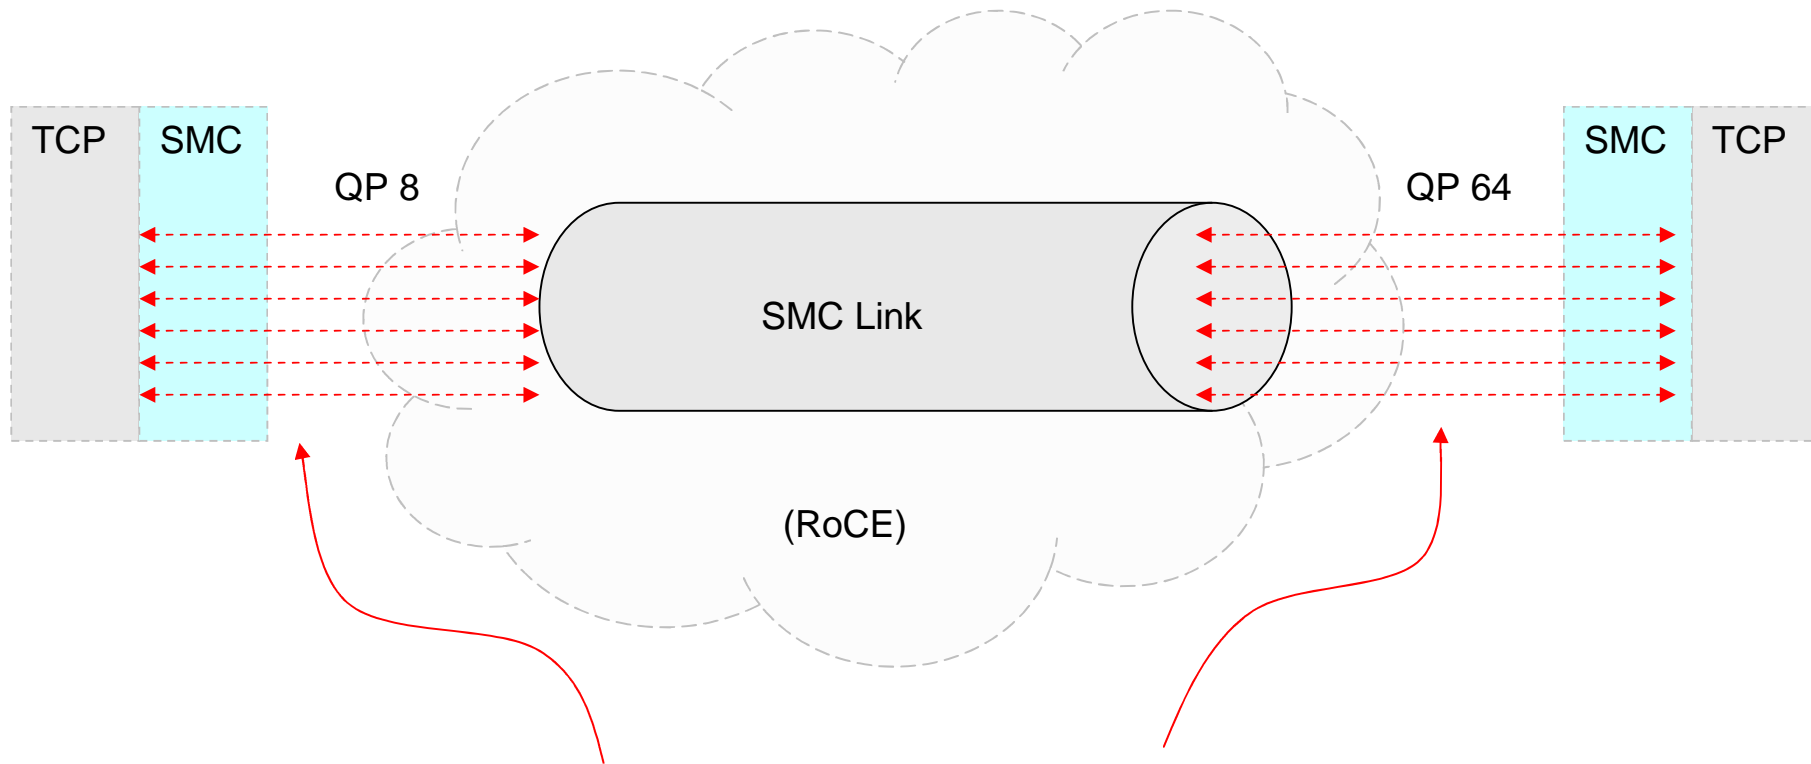 TCP
SMC
SMC
TCP
QP 8
QP 64
SMC Link
(RoCE)